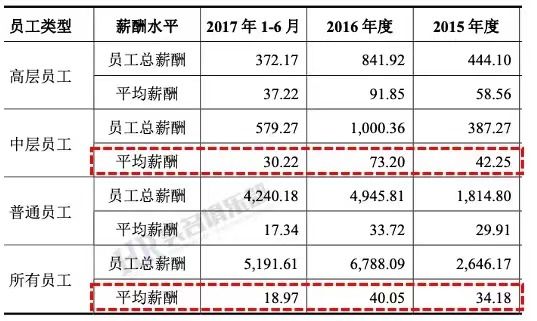 员工类型 薪酬水平 2017 年 1-6 月 2016 年度 2015 年度
高层员工 员工总薪酬 372.17 841.92 444.10
平均薪酬 37.22 91.85 58.56
中层员工 员工总薪酬 579.27 1,000.36 387.27
平均薪酬 30.22 73.20 42.25
普通员工 员工总薪酬 4,240.18 4,945.81 1,814.80
平均薪酬 17.34 33.72 29.91
所有员工 员工总薪酬 5,191.61 6,788.09 2,646.17
平均薪酬 18.97 40.05 34.18